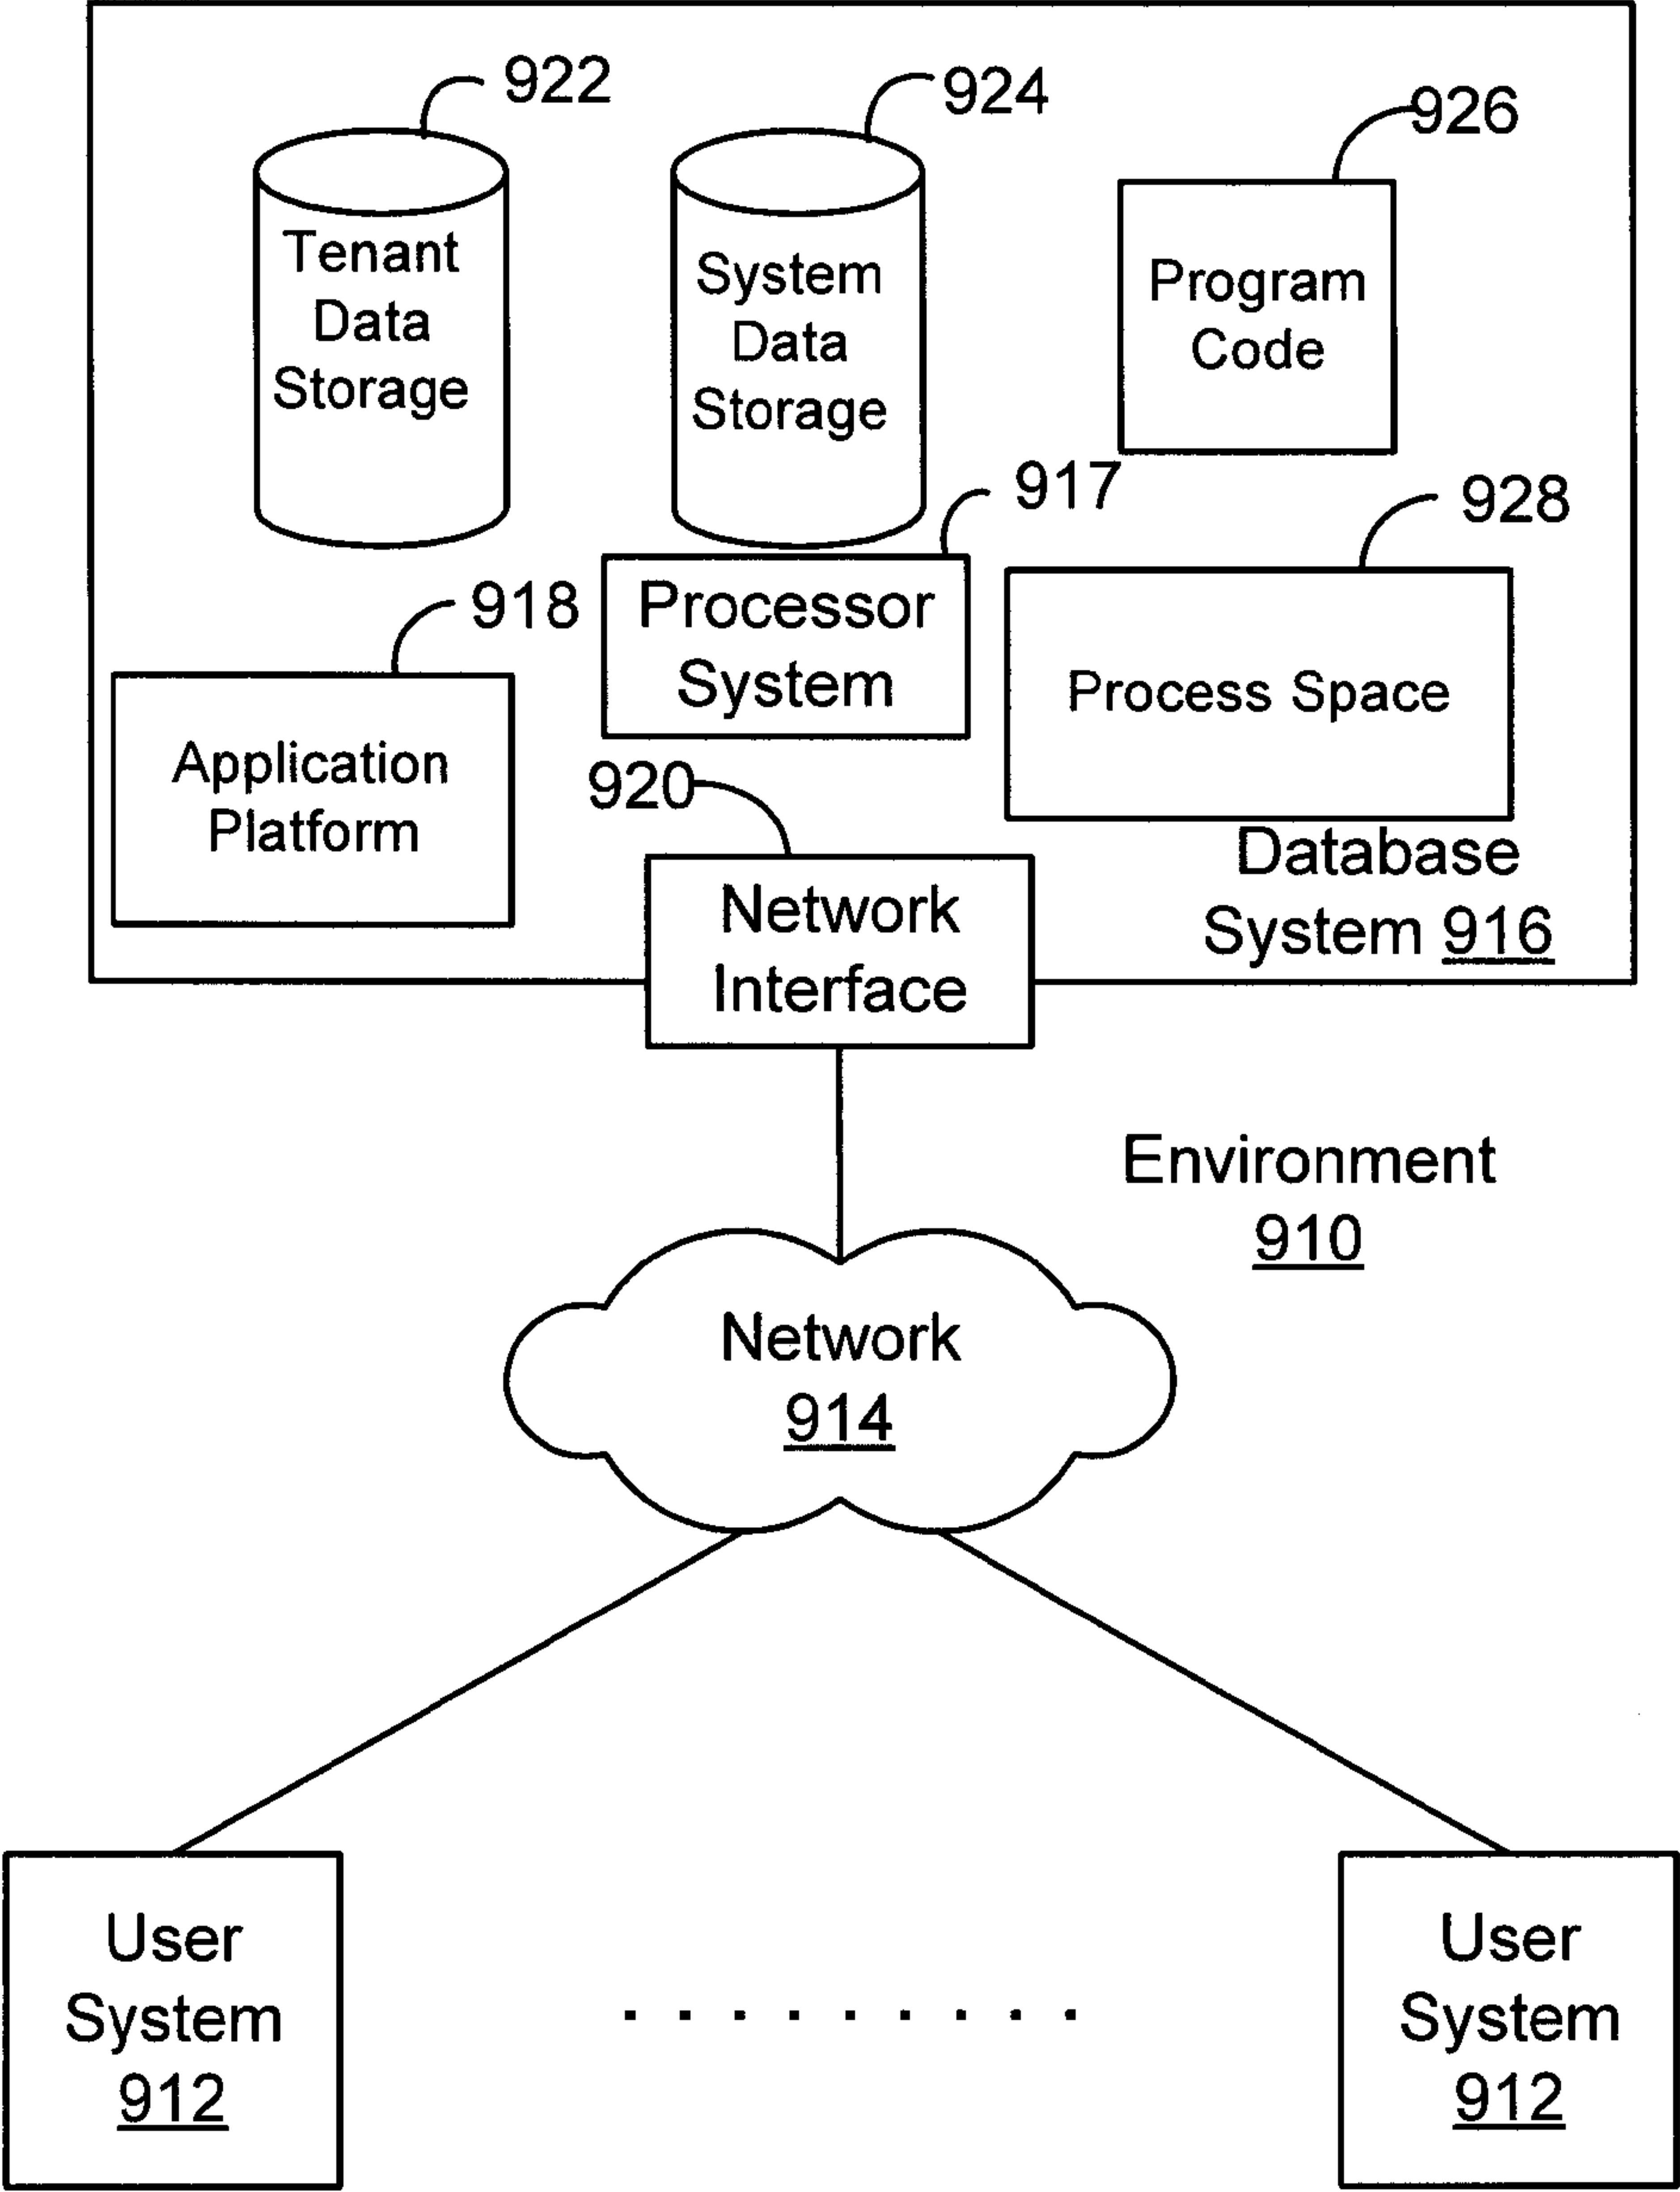 922
924
926
Tenant
Data
Storage
System
Data
Storage
Program
Code
917
928
918
Processor
System
Process Space
Application
Platform
920
Network
Interface
Database
System 916
Environment
910
Network
914
User
System
912
User
System
912